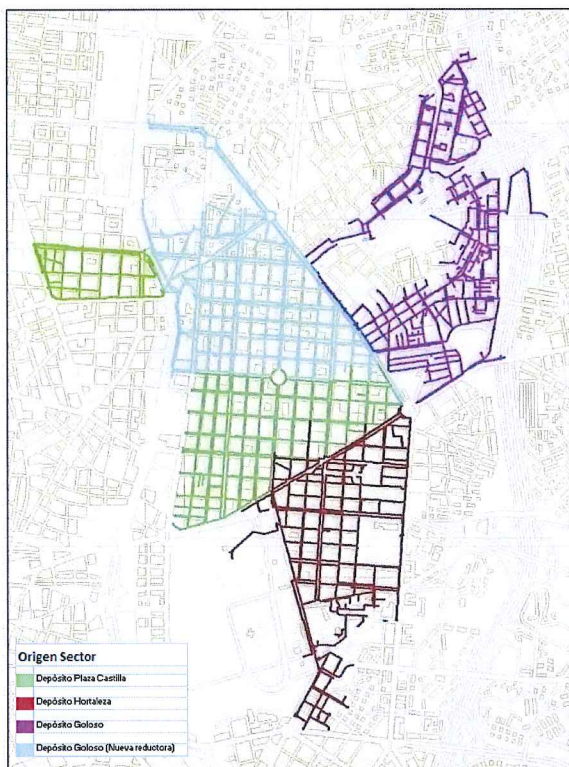 Origen Sector
Depósito Plaza Castilla
Depósito Hortaleza
Depósito Goloso
Depósito Goloso (Nueva reductora)